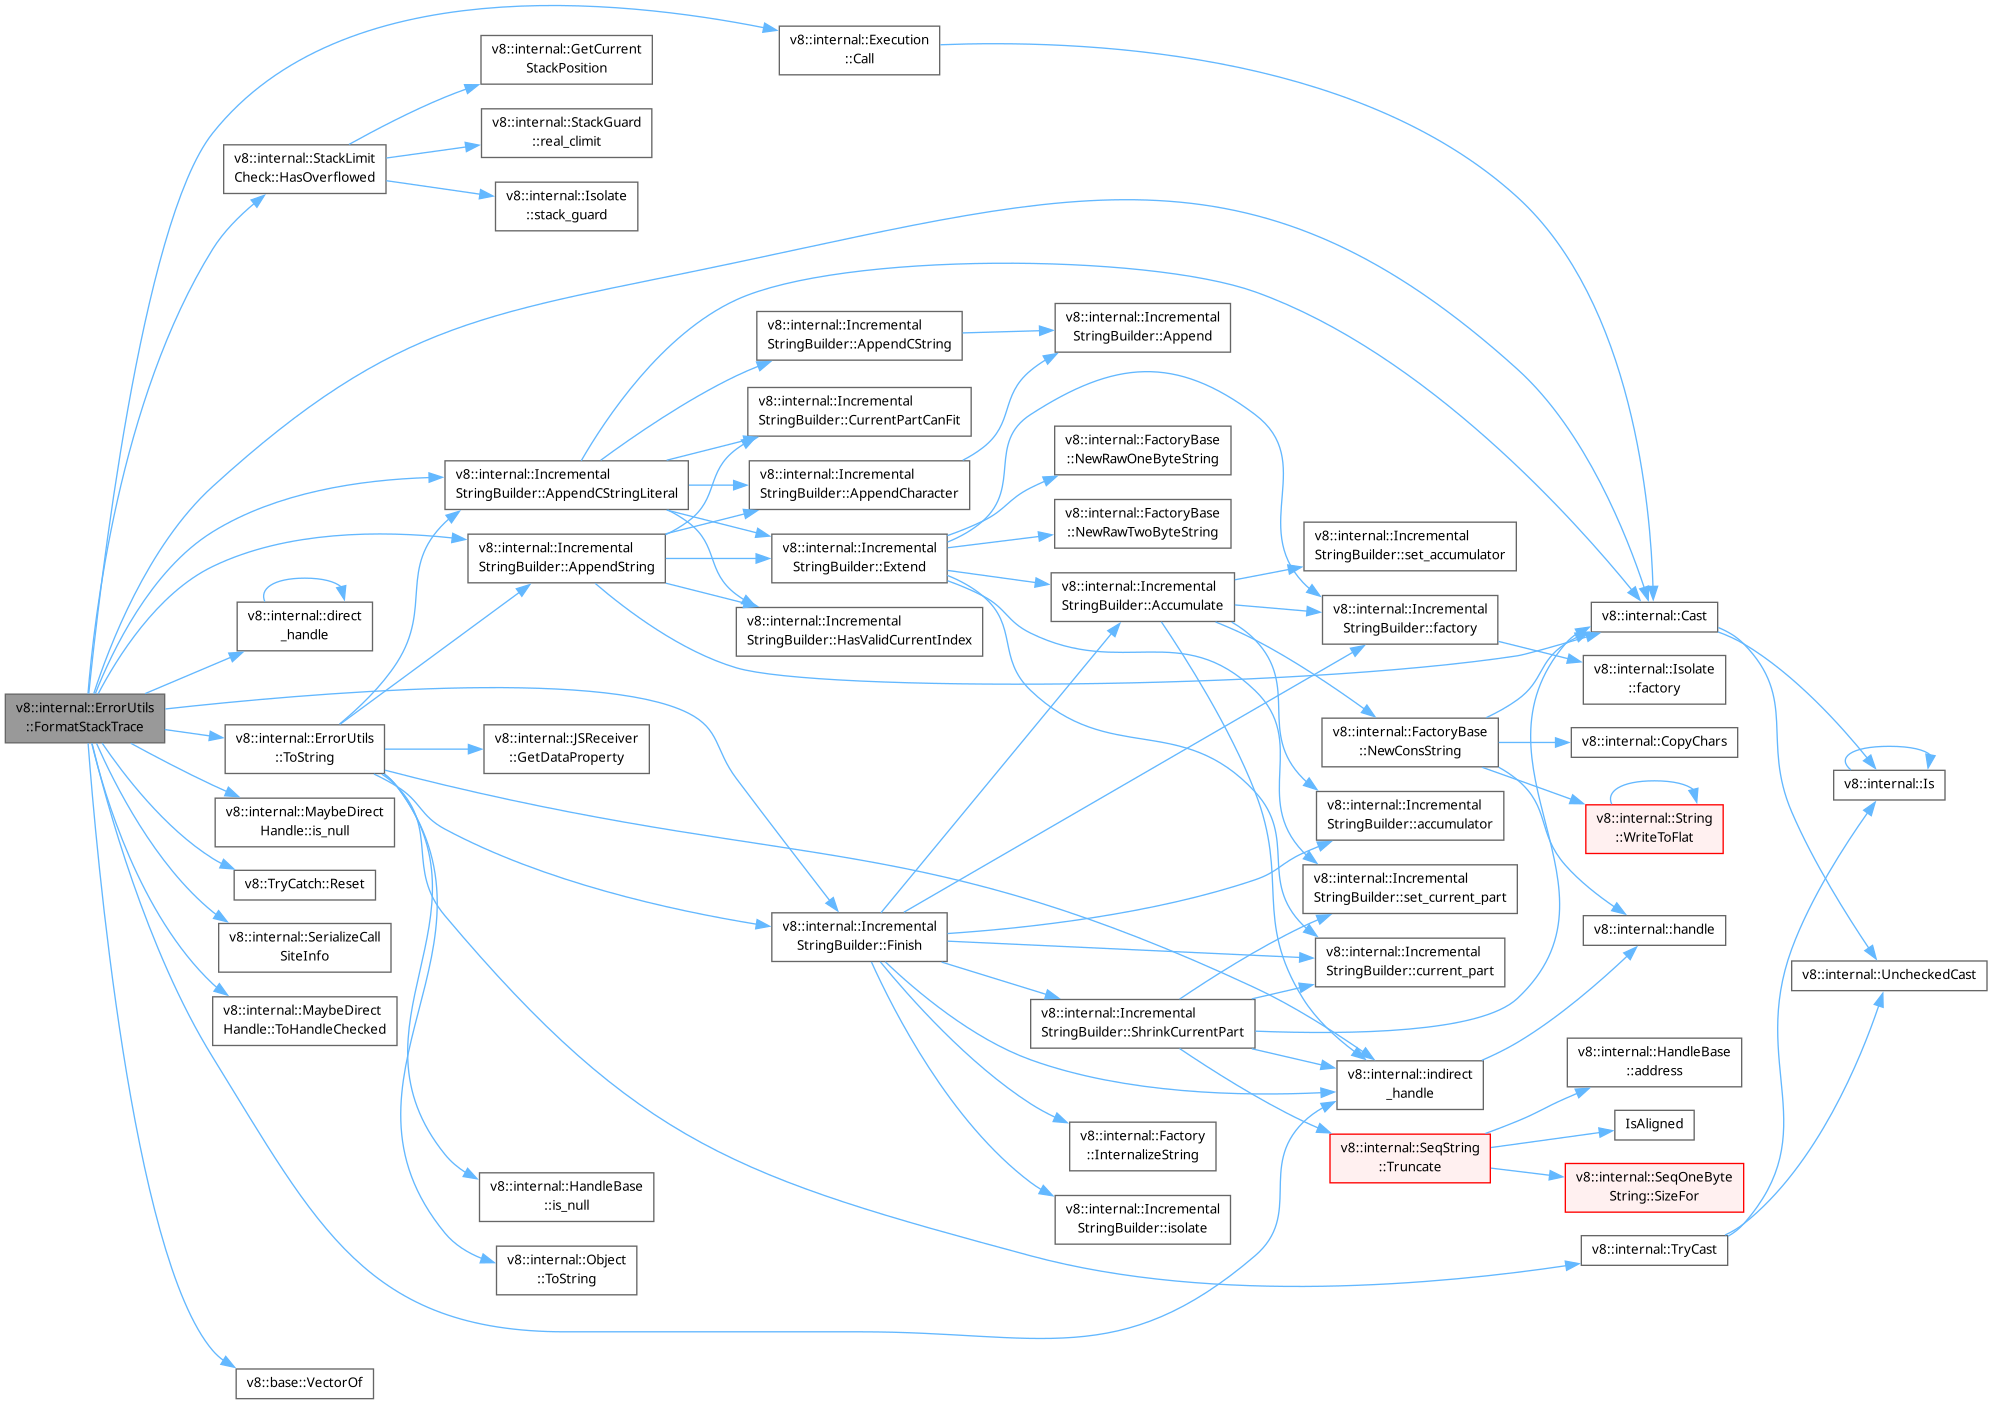 v8::internal::ErrorUtils
::FormatStackTrace
v8::internal::StackLimit
Check::HasOverflowed
v8::internal::direct
_handle
v8::internal::ErrorUtils
::ToString
v8::internal::MaybeDirect
Handle::is_null
v8::TryCatch::Reset
v8::internal::SerializeCall
SiteInfo
v8::internal::MaybeDirect
Handle::ToHandleChecked
v8::base::VectorOf
v8::internal::GetCurrent
StackPosition
v8::internal::StackGuard
::real_climit
v8::internal::Isolate
::stack_guard
v8::internal::Incremental
StringBuilder::AppendCStringLiteral
v8::internal::Incremental
StringBuilder::AppendString
v8::internal::JSReceiver
::GetDataProperty
v8::internal::HandleBase
::is_null
v8::internal::Object
::ToString
v8::internal::Execution
::Call
v8::internal::Incremental
StringBuilder::AppendCString
v8::internal::Incremental
StringBuilder::CurrentPartCanFit
v8::internal::Incremental
StringBuilder::AppendCharacter
v8::internal::Incremental
StringBuilder::Extend
v8::internal::Incremental
StringBuilder::HasValidCurrentIndex
v8::internal::Incremental
StringBuilder::Finish
v8::internal::Incremental
StringBuilder::Append
v8::internal::FactoryBase
::NewRawOneByteString
v8::internal::FactoryBase
::NewRawTwoByteString
v8::internal::Incremental
StringBuilder::Accumulate
v8::internal::Incremental
StringBuilder::ShrinkCurrentPart
v8::internal::Factory
::InternalizeString
v8::internal::Incremental
StringBuilder::isolate
v8::internal::Incremental
StringBuilder::set_accumulator
v8::internal::Incremental
StringBuilder::factory
v8::internal::FactoryBase
::NewConsString
v8::internal::Incremental
StringBuilder::accumulator
v8::internal::Incremental
StringBuilder::set_current_part
v8::internal::Incremental
StringBuilder::current_part
v8::internal::indirect
_handle
v8::internal::SeqString
::Truncate
v8::internal::Cast
v8::internal::Isolate
::factory
v8::internal::CopyChars
v8::internal::String
::WriteToFlat
v8::internal::handle
v8::internal::HandleBase
::address
IsAligned
v8::internal::SeqOneByte
String::SizeFor
v8::internal::TryCast
v8::internal::Is
v8::internal::UncheckedCast